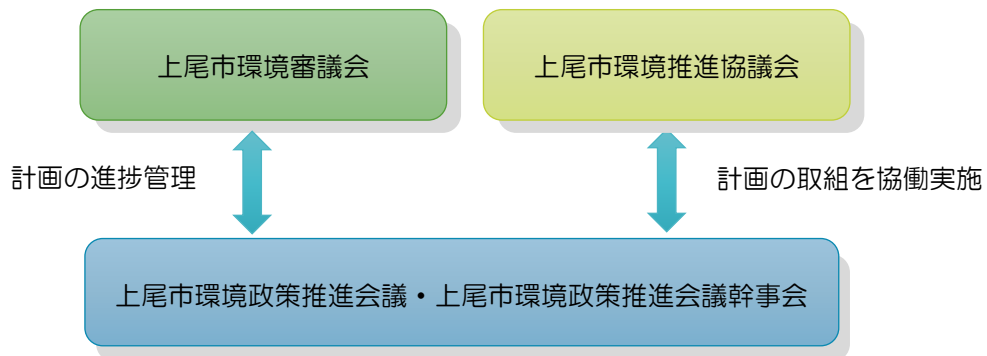 上尾市環境審議会
上尾市環境推進協議会
計画の進捗管理
計画の取組を協働実施
上尾市環境政策推進会議・上尾市環境政策推進会議幹事会